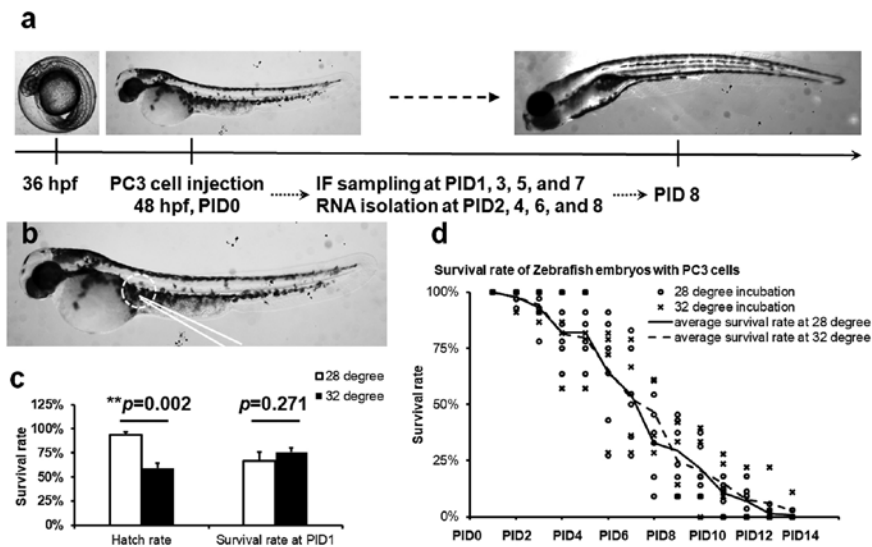 a
36 hpf
PC3 cell injection
48 hpf, PID0
IF sampling at PID1, 3, 5, and 7
RNA isolation at PID2, 4, 6, and 8
PID 8
b
c
28 degree
32 degree
**p=0.002
p=0.271
Survival rate
125%
100%
75%
50%
25%
0%
Hatch rate
Survival rate at PID1
d
Survival rate of Zebrafish embryos with PC3 cells
28 degree incubation
32 degree incubation
average survival rate at 28 degree
average survival rate at 32 degree
Survival rate
100%
75%
50%
25%
0%
PID0 PID2 PID4 PID6 PID8 PID10 PID12 PID14